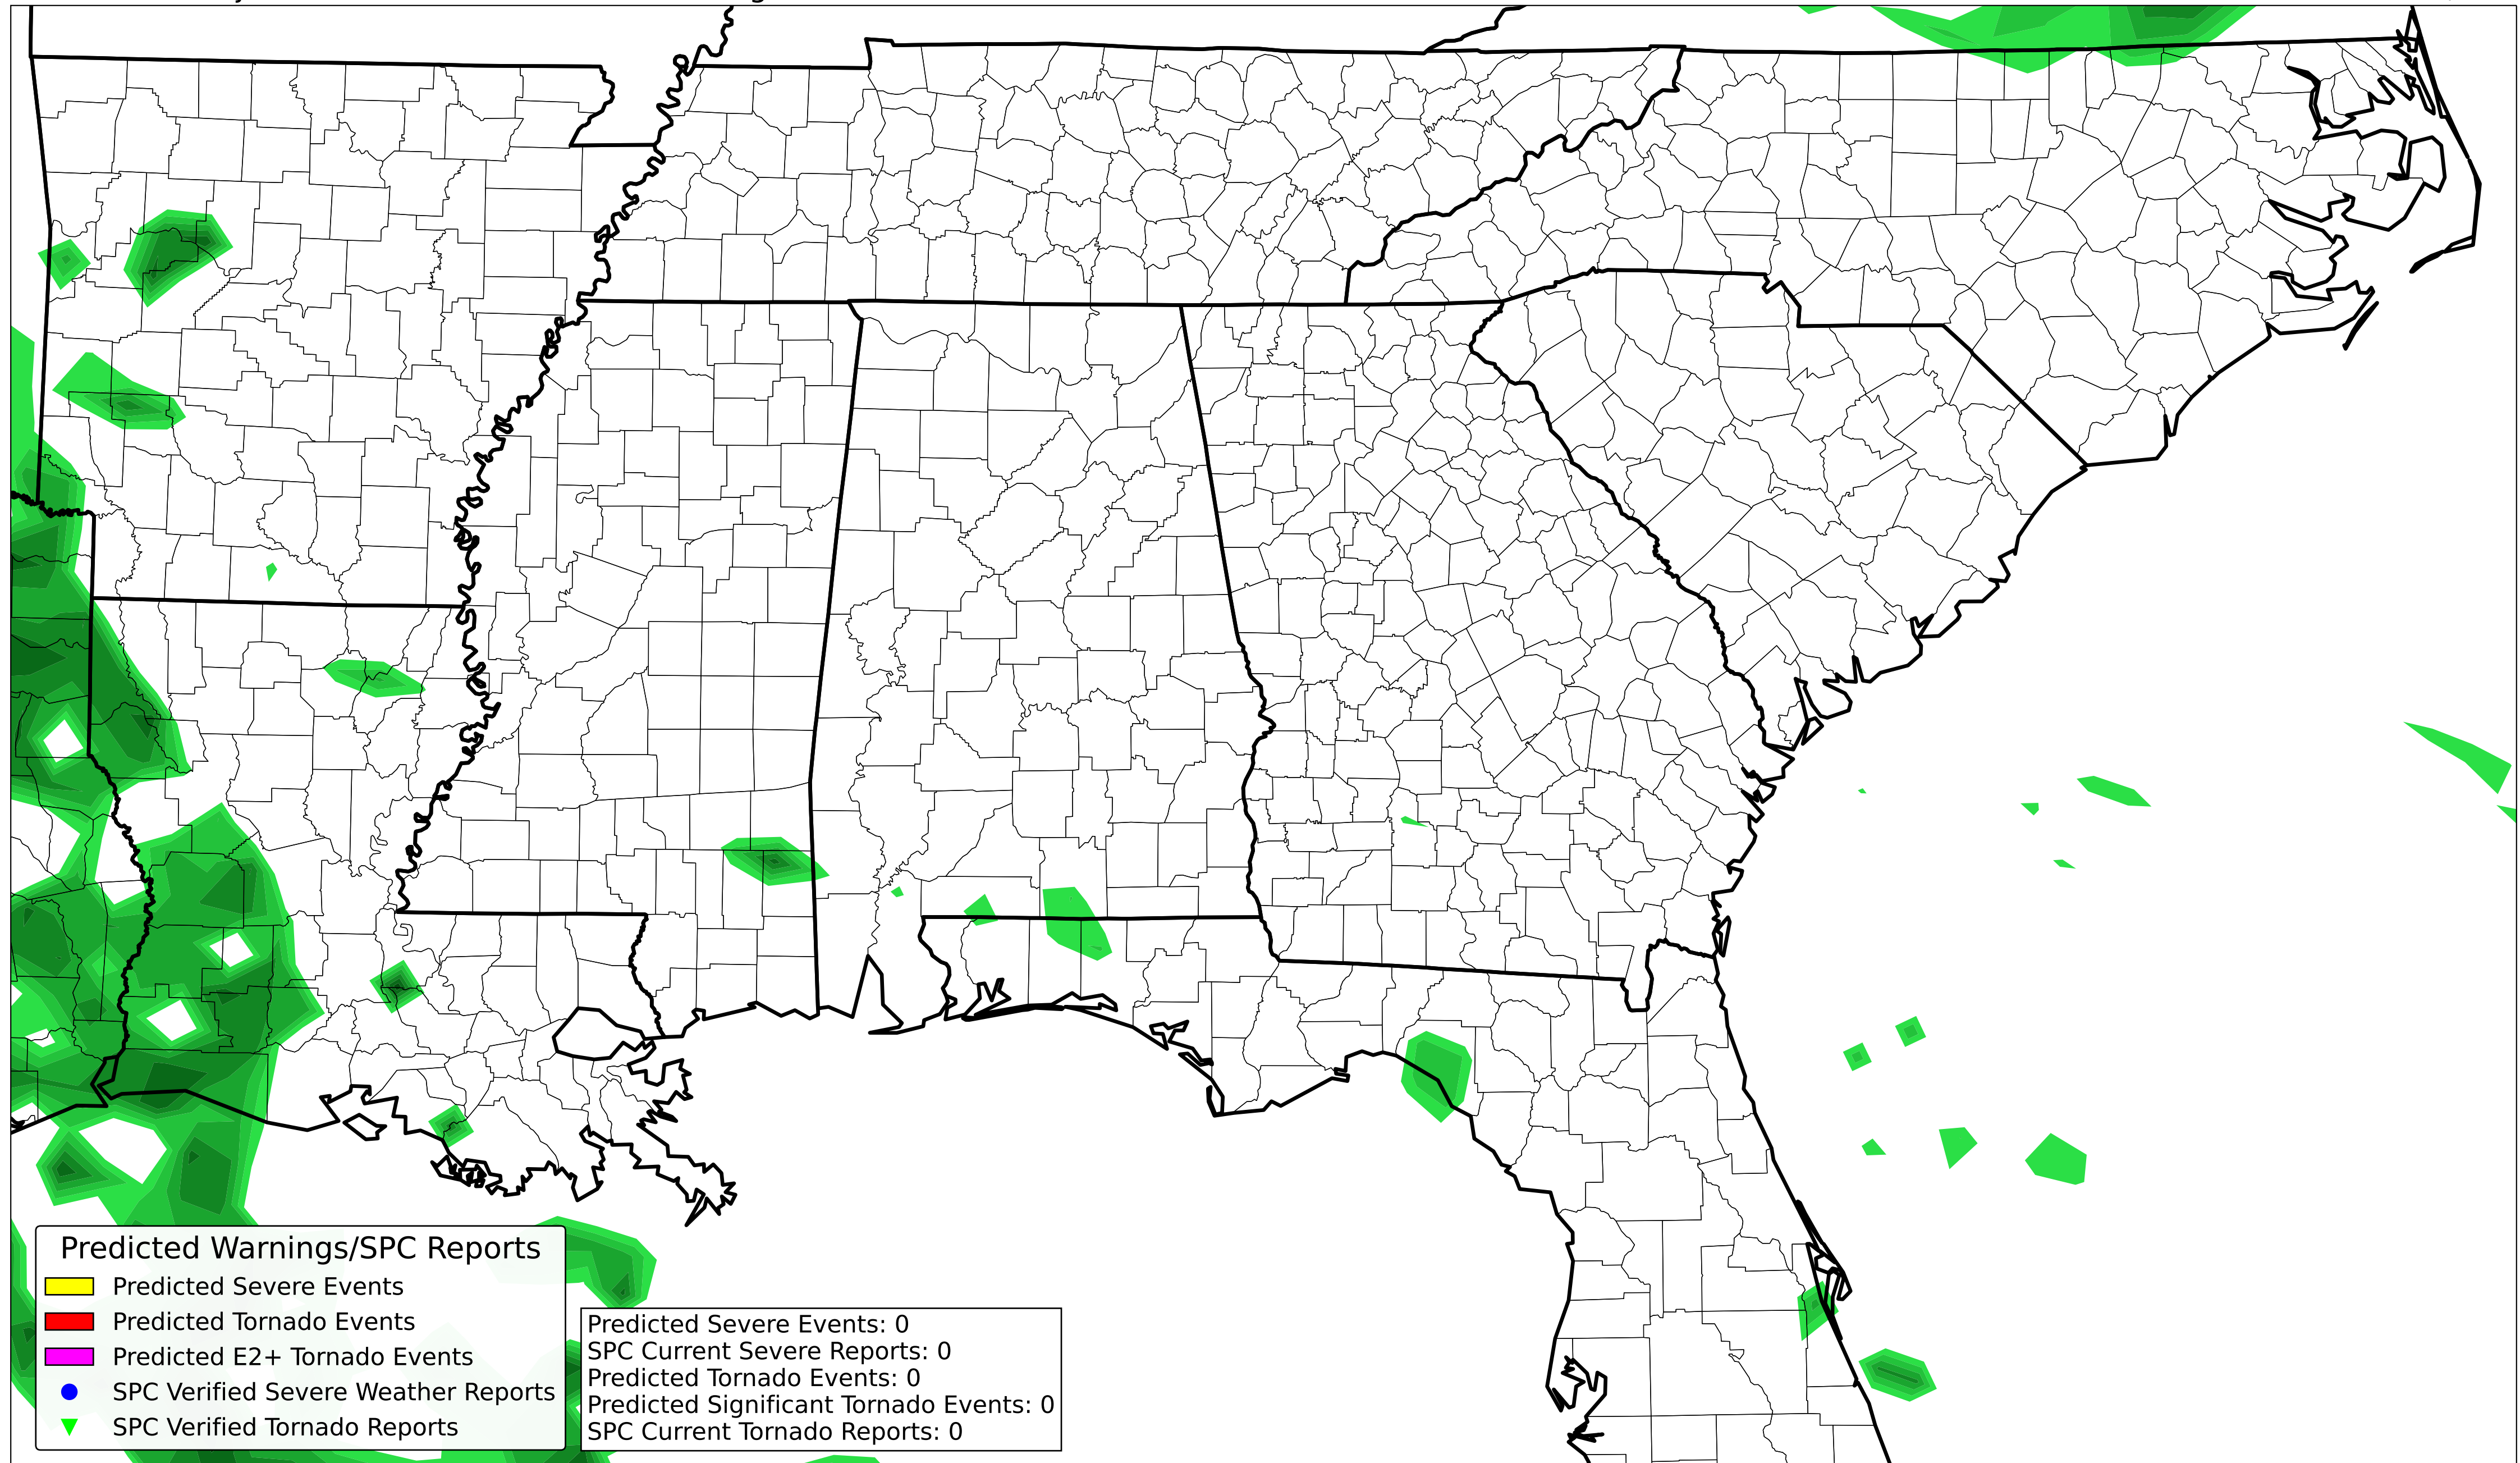 Predicted Warnings/SPC Reports
Predicted Severe Events
Predicted Tornado Events
Predicted E2+ Tornado Events
SPC Verified Severe Weather Reports
SPC Verified Tornado Reports
Predicted Severe Events: 0
SPC Current Severe Reports: 0
Predicted Tornado Events: 0
Predicted Significant Tornado Events: 0
SPC Current Tornado Reports: 0